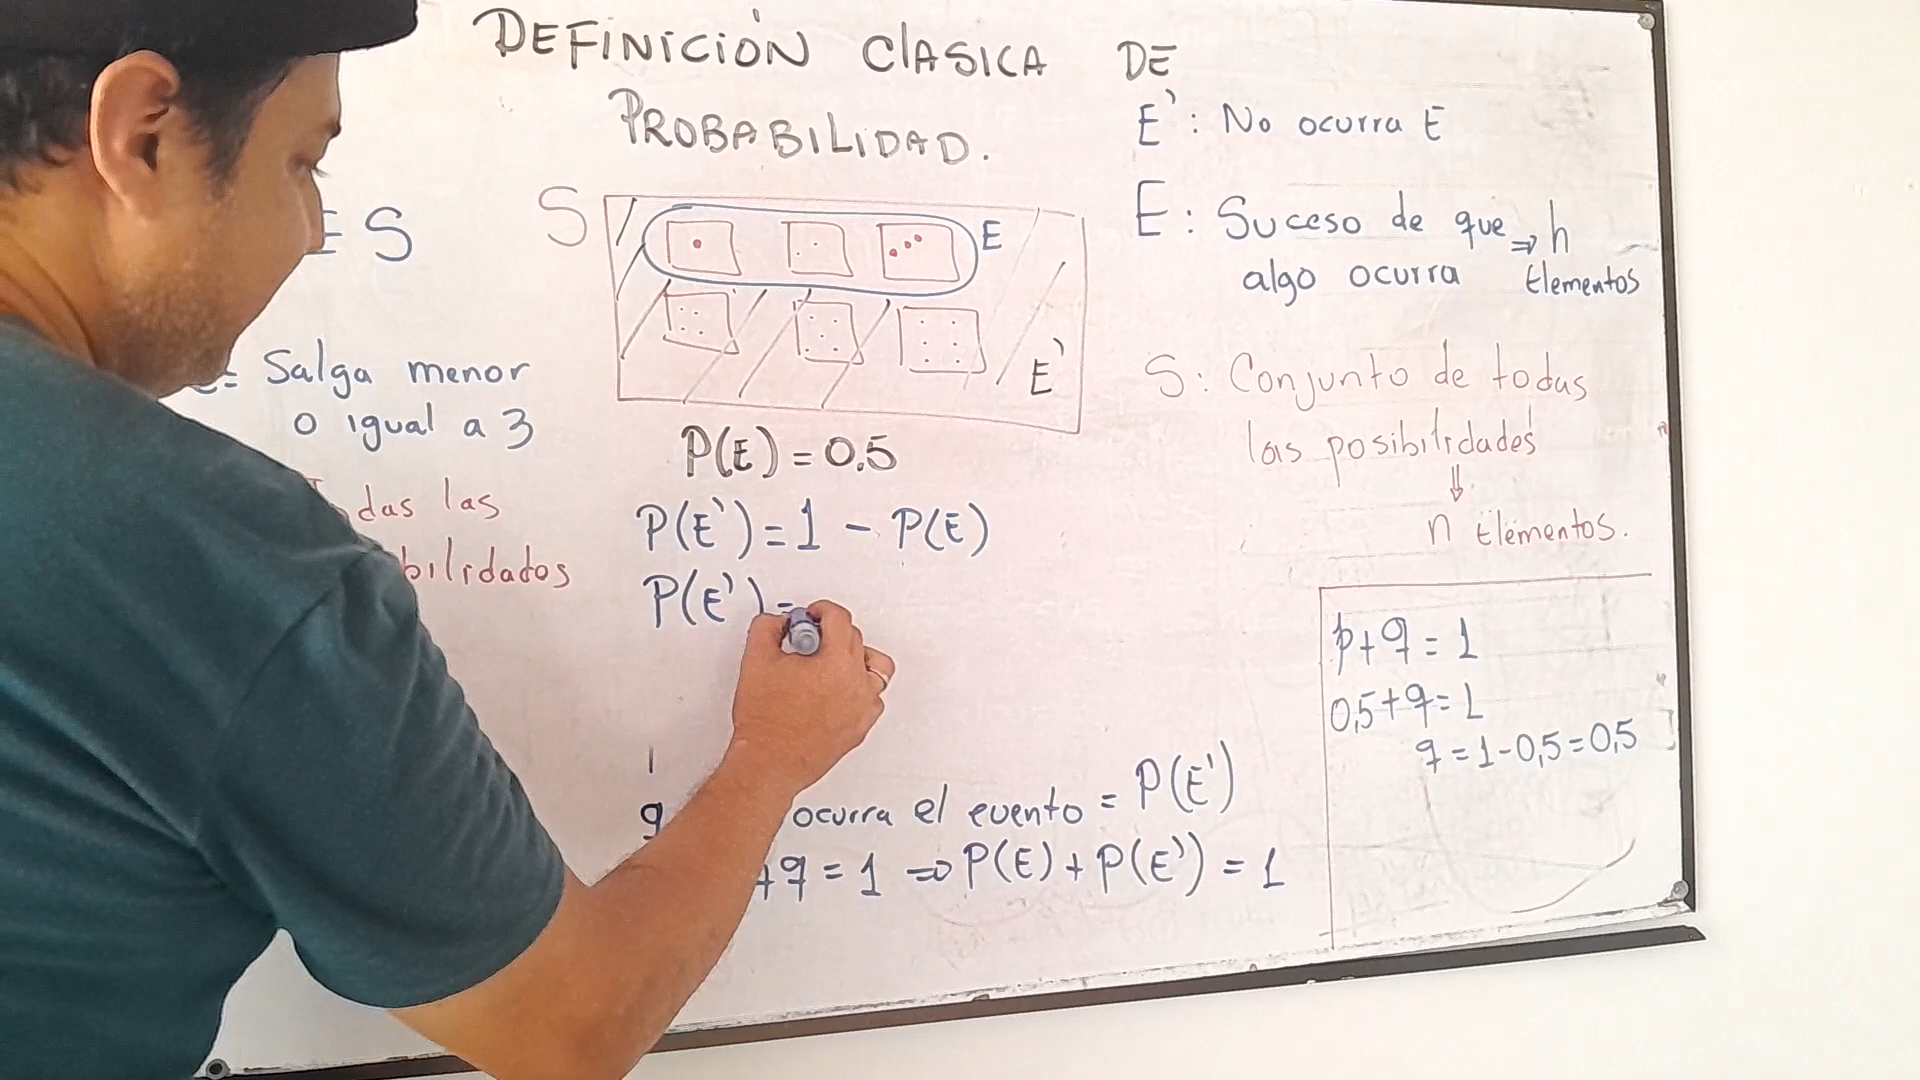 DEFINICIÓN CLASICA DE
PROBABILIDAD.
E' : No ocurra E
ES
S
E
E : Suceso de que ⇒ h
algo ocurra Elementos
E'
= Salga menor
o igual a 3
S : Conjunto de todas
las posibilidades
⇓
n Elementos.
P(E) = 0.5
P(E') = 1 - P(E)
P(E') =
das las
bilidados
p + q = 1
0,5 + q = 1
q = 1 - 0,5 = 0,5
q ocurra el evento = P(E')
+ q = 1 ⇒ P(E) + P(E') = 1